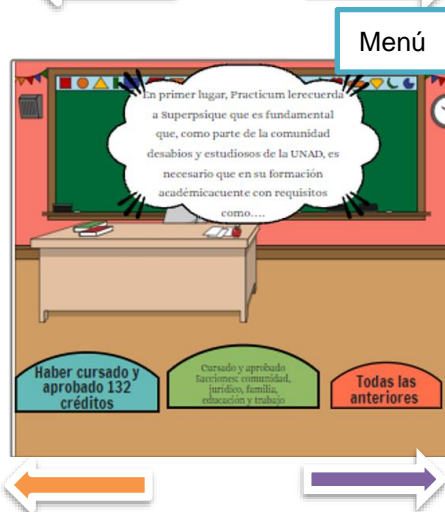 Menú
En primer lugar, Practicum lerecuerda
a Superpsique que es fundamental
que, como parte de la comunidad
desabios y estudiosos de la UNAD, es
necesario que en su formación
académicacuente con requisitos
como….
Haber cursado y
aprobado 132
créditos
Cursado y aprobado
5acciones: comunidad,
jurídico, familia,
educación y trabajo
Todas las
anteriores